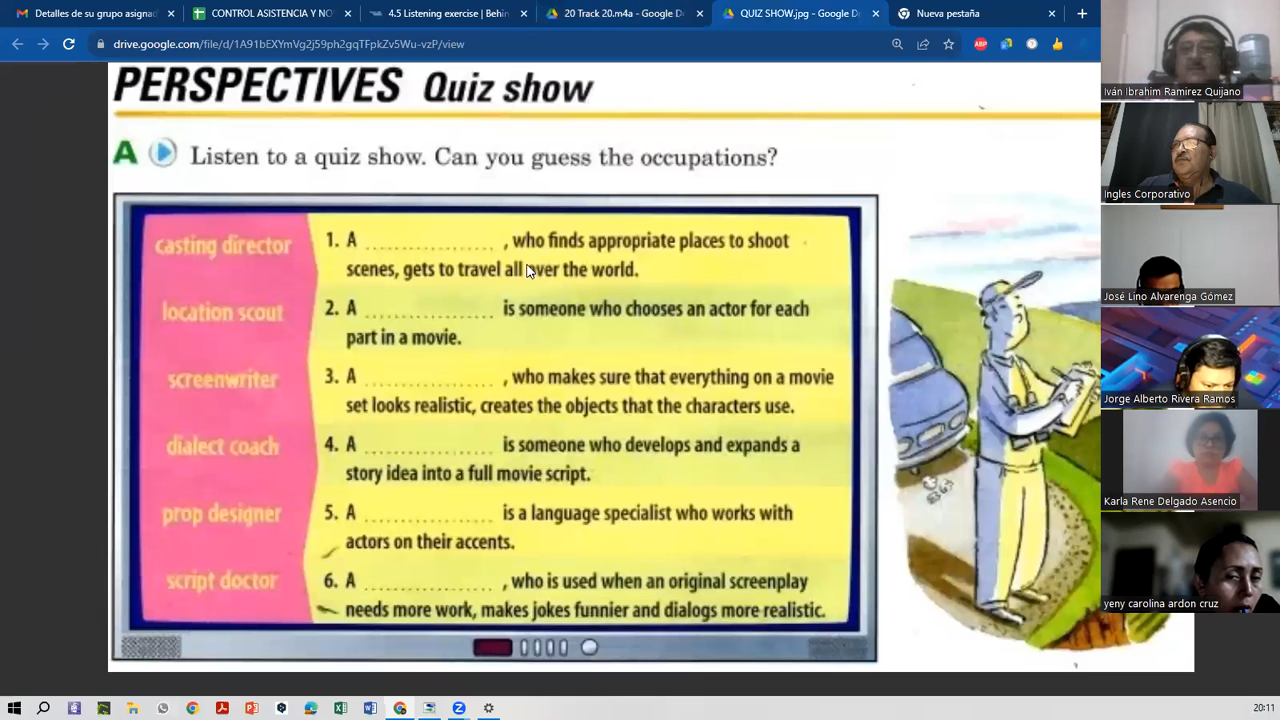 Detalles de su grupo asignad
CONTROL ASISTENCIA Y NO
4.5 Listening exercise | Behin
20 Track 20.m4a - Google D
QUIZ SHOW.jpg - Google D
Nueva pestaña
drive.google.com/file/d/1A91bEXYmVg2j59ph2gqTFpkZv5Wu-vzP/view
ABP
PERSPECTIVES Quiz show
A Listen to a quiz show. Can you guess the occupations?
casting director
location scout
screenwriter
dialect coach
prop designer
script doctor
1. A ................ , who finds appropriate places to shoot
scenes, gets to travel all over the world.
2. A ................ is someone who chooses an actor for each
part in a movie.
3. A ................ , who makes sure that everything on a movie
set looks realistic, creates the objects that the characters use.
4. A ................ is someone who develops and expands a
story idea into a full movie script.
5. A ................ is a language specialist who works with
actors on their accents.
6. A ................ , who is used when an original screenplay
needs more work, makes jokes funnier and dialogs more realistic.
Iván Ibrahim Ramirez Quijano
Ingles Corporativo
José Lino Alvarenga Gómez
Jorge Alberto Rivera Ramos
Karla Rene Delgado Asencio
yeny carolina ardon cruz
20:11